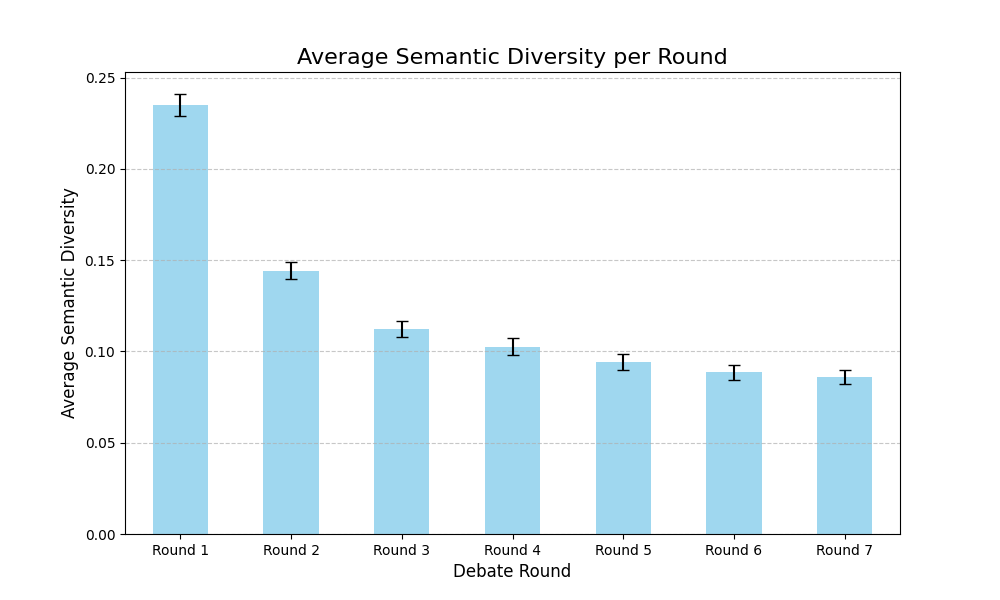 Average Semantic Diversity per Round
Average Semantic Diversity
0.25
0.20
0.15
0.10
0.05
0.00
Round 1 Round 2 Round 3 Round 4 Round 5 Round 6 Round 7
Debate Round